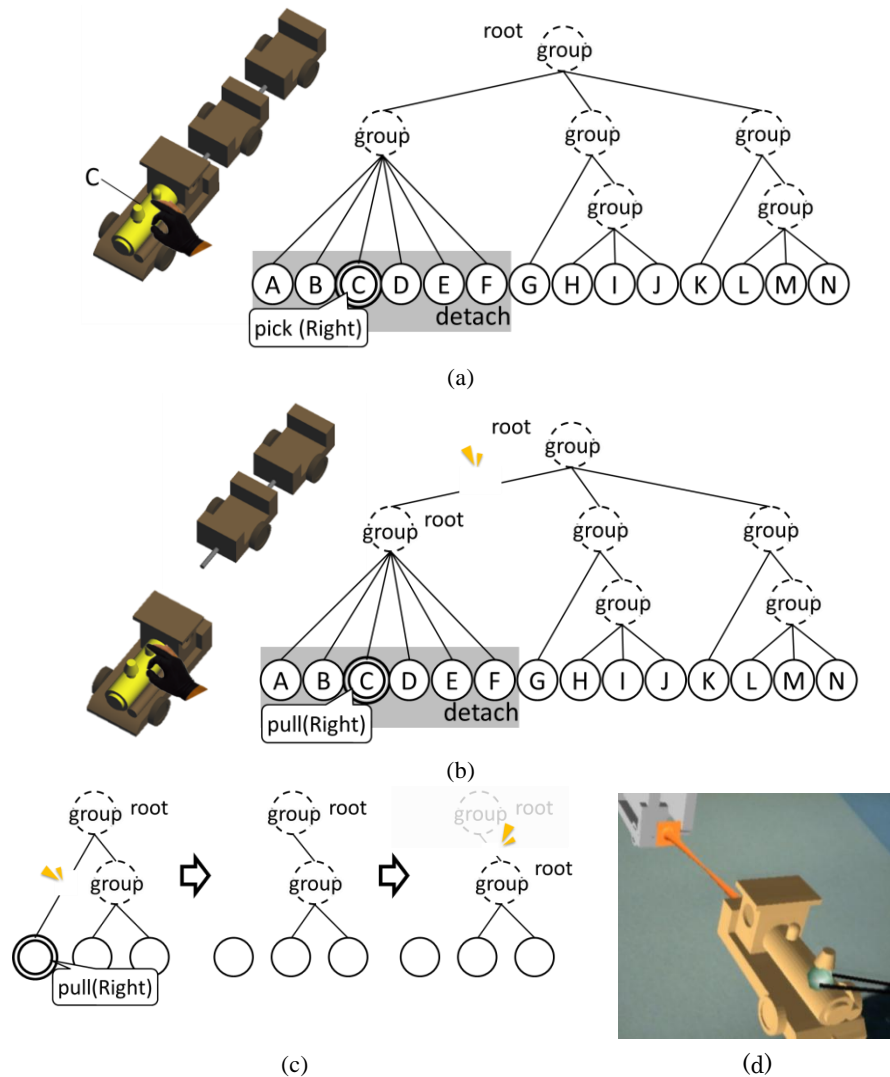 root
group
group
group
group
C
group
group
A B C D E F G H I J K L M N
pick (Right)
detach
(a)
root
group
group
root
group
group
group
group
A B C D E F G H I J K L M N
pull(Right)
detach
(b)
group root
group
pull(Right)
group root
group
group root
group root
(c)
(d)